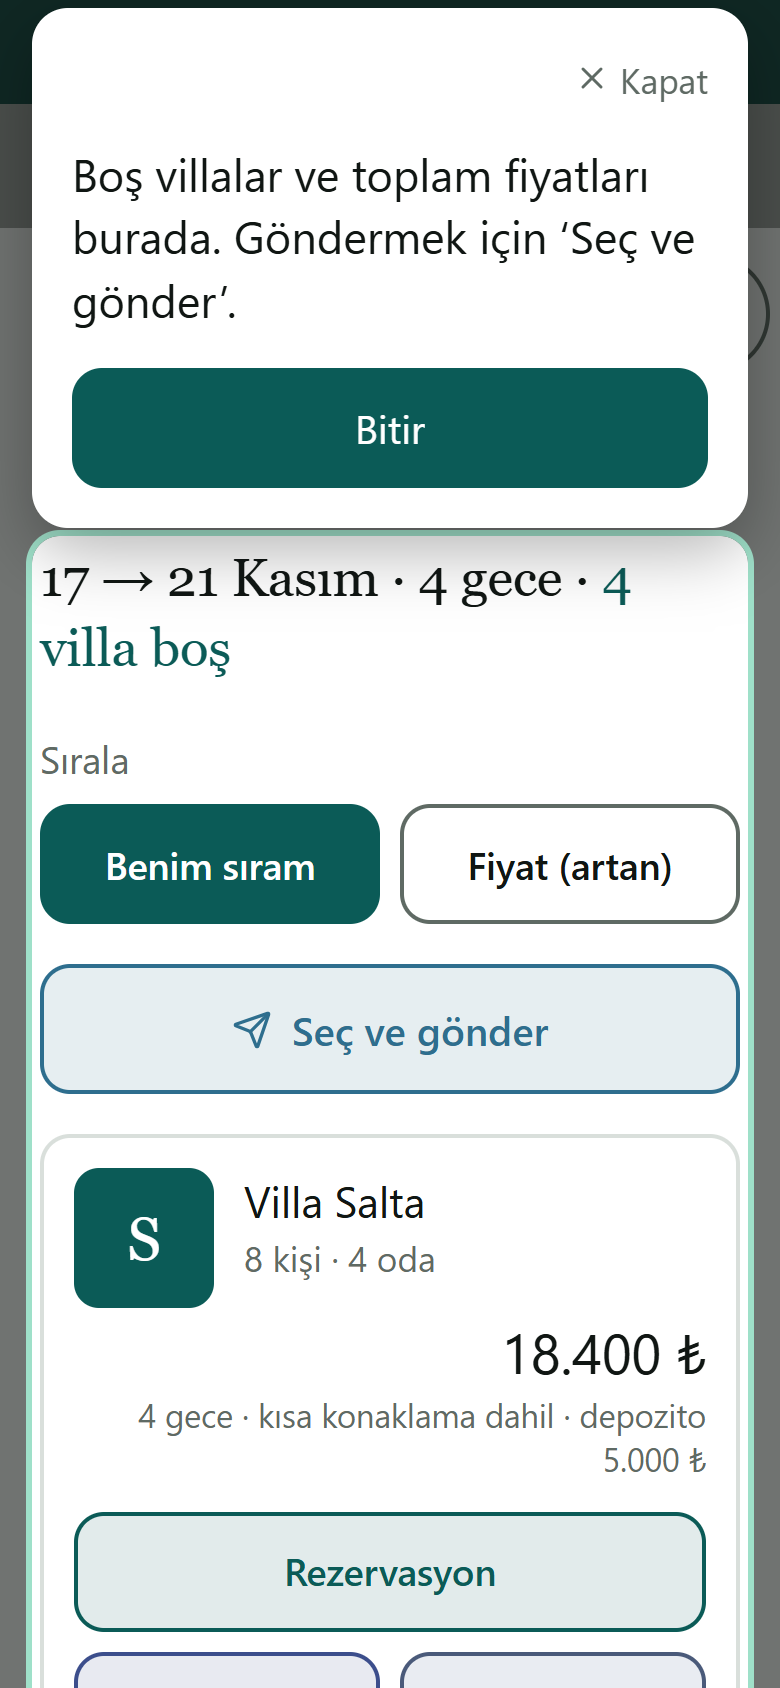 Kapat
Boş villalar ve toplam fiyatları
burada. Göndermek için ‘Seç ve
gönder’.
Bitir
17 → 21 Kasım · 4 gece · 4
villa boş
Sırala
Benim sıram
Fiyat (artan)
Seç ve gönder
S
Villa Salta
8 kişi · 4 oda
18.400 ₺
4 gece · kısa konaklama dahil · depozito
5.000 ₺
Rezervasyon